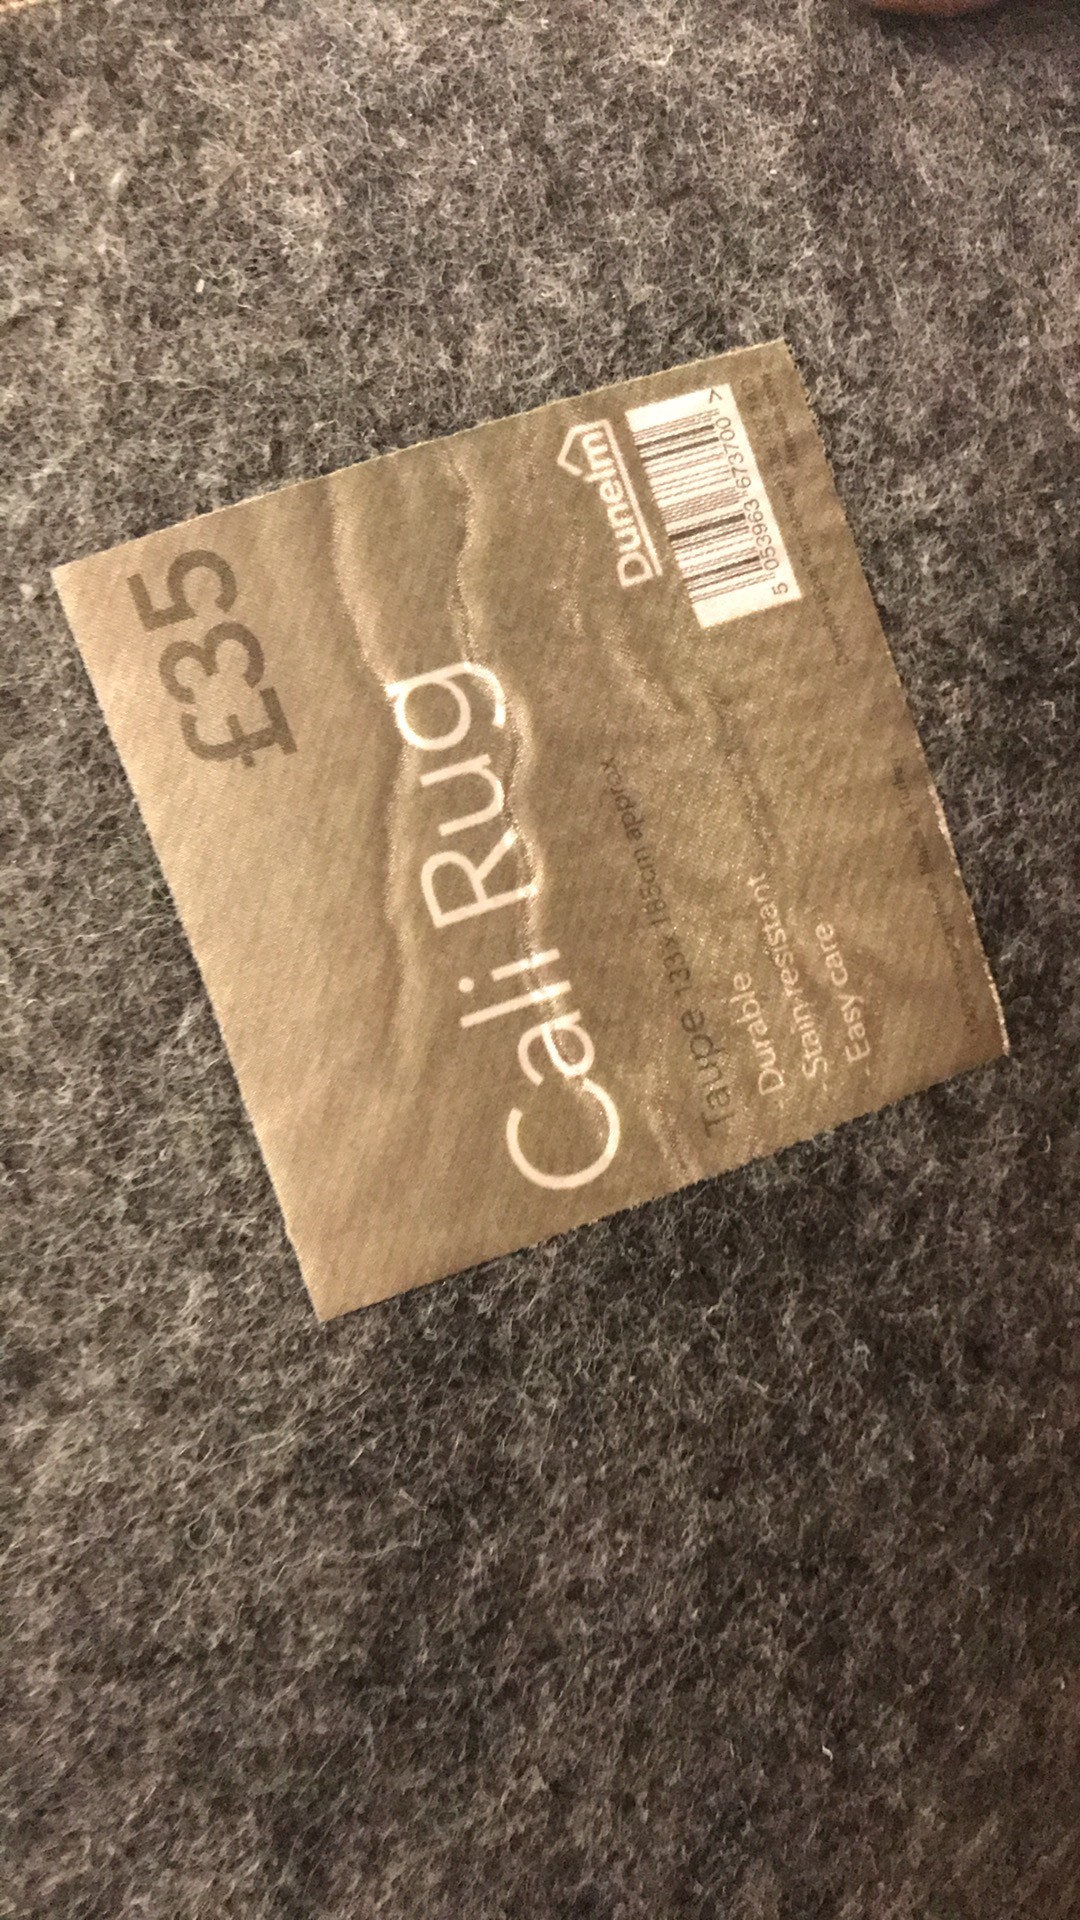 £35
Cali Rug
Taupe 133 x 185cm approx
- Durable
- Stain resistant
- Easy care
Dunelm
5 053963 673700 >